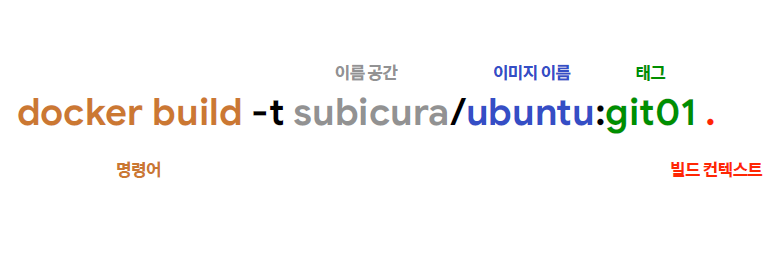 이름 공간 이미지 이름 태그
docker build -t subicura/ubuntu:git01 .
명령어 빌드 컨텍스트